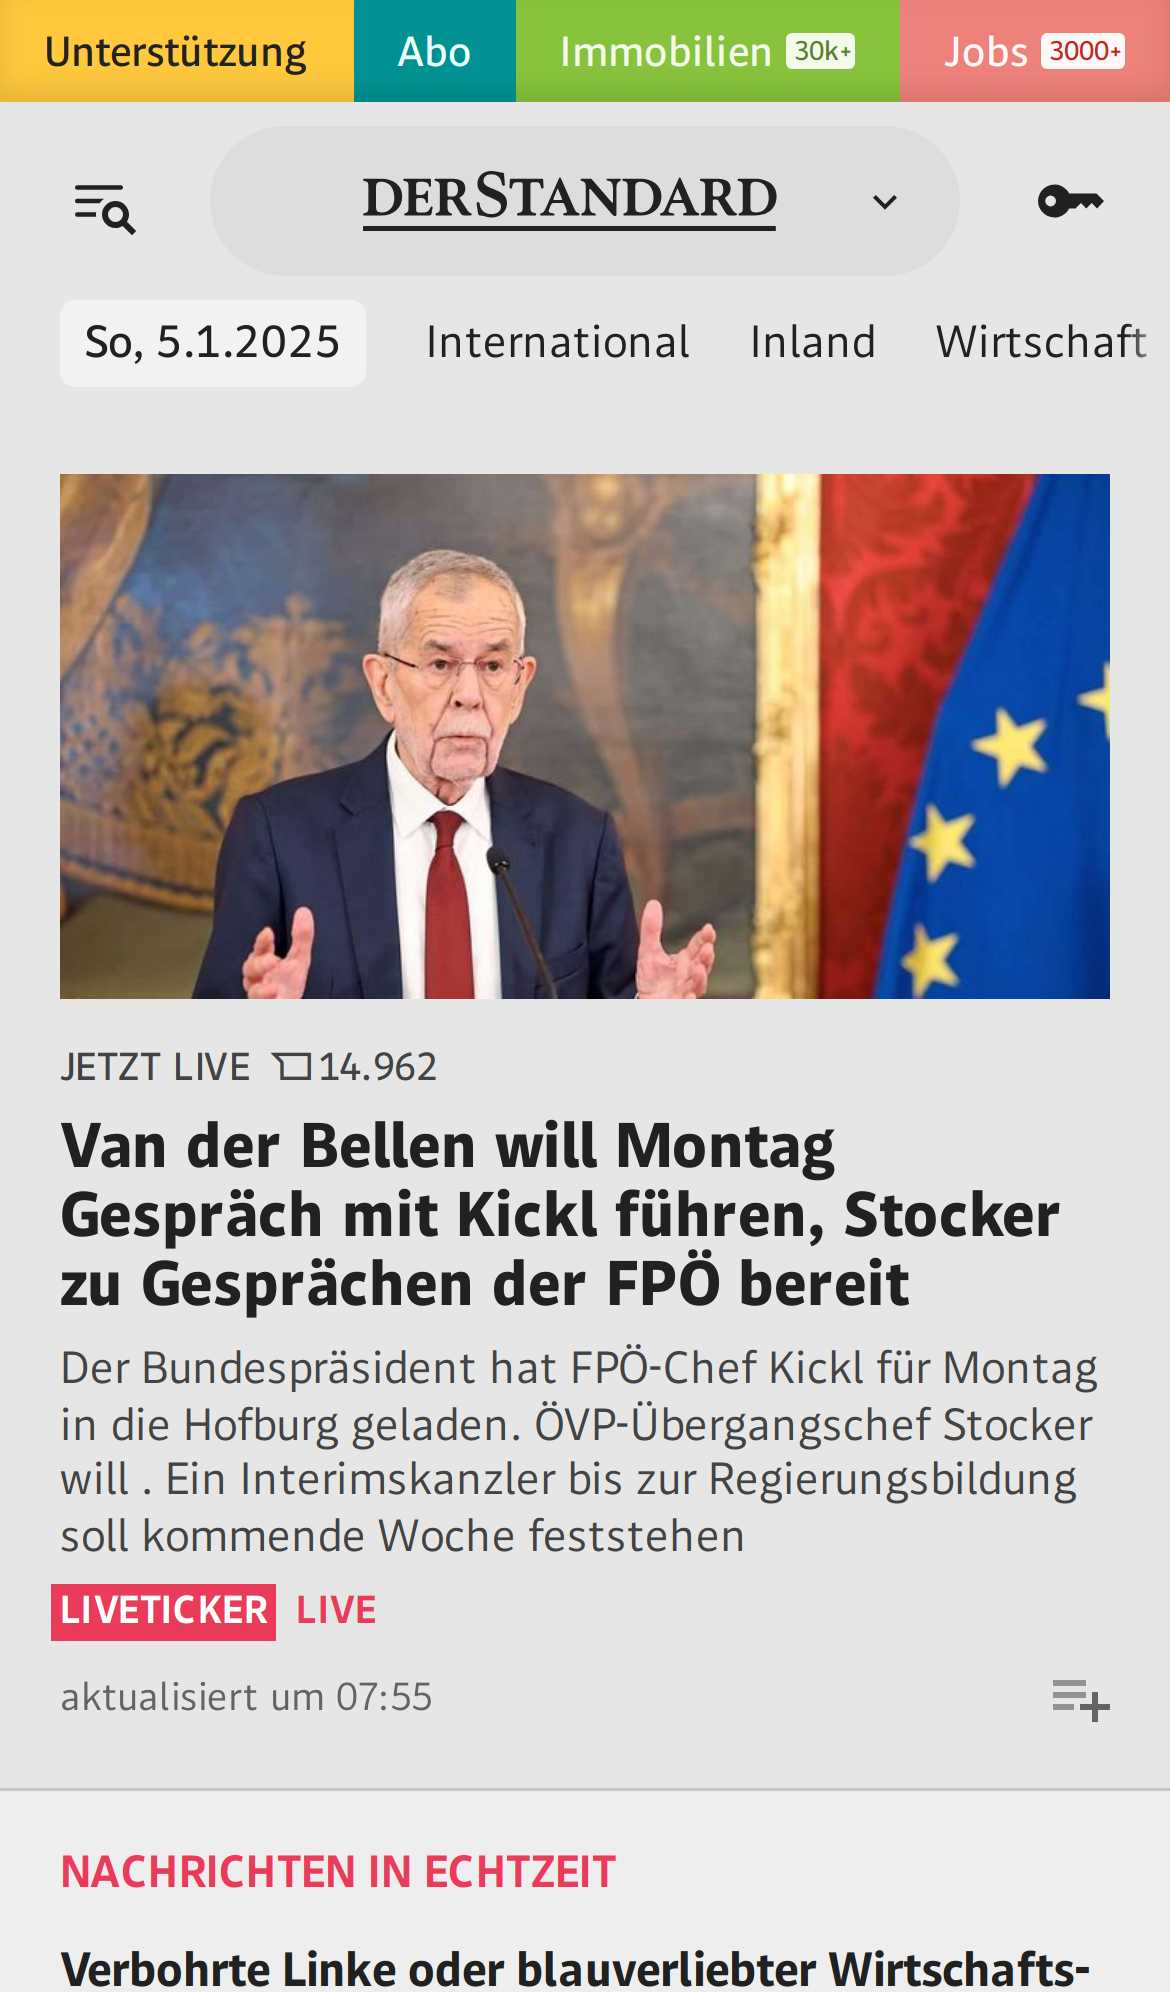 Unterstützung Abo Immobilien 30k+ Jobs 3000+
DERSTANDARD
So, 5.1.2025 International Inland Wirtschaft
JETZT LIVE 14.962
Van der Bellen will Montag
Gespräch mit Kickl führen, Stocker
zu Gesprächen der FPÖ bereit
Der Bundespräsident hat FPÖ-Chef Kickl für Montag
in die Hofburg geladen. ÖVP-Übergangschef Stocker
will . Ein Interimskanzler bis zur Regierungsbildung
soll kommende Woche feststehen
LIVETICKER LIVE
aktualisiert um 07:55
NACHRICHTEN IN ECHTZEIT
Verbohrte Linke oder blauverliebter Wirtschafts-